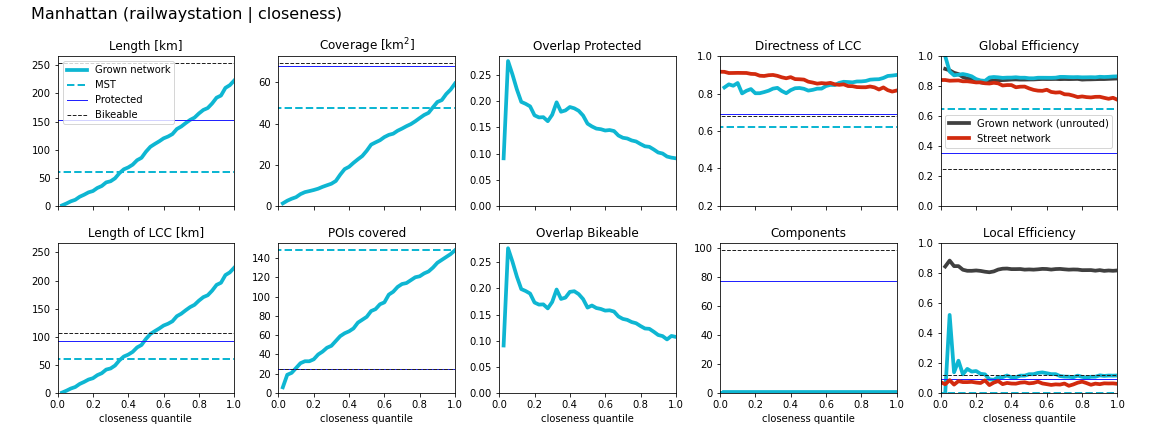 Manhattan (railwaystation | closeness)
Length [km]
250
200
150
100
50
0
Grown network
MST
Protected
Bikeable
Coverage [km²]
60
40
20
0
Overlap Protected
0.25
0.20
0.15
0.10
0.05
0.00
Directness of LCC
1.0
0.8
0.6
0.4
0.2
Global Efficiency
1.0
0.8
0.6
0.4
0.2
0.0
Grown network (unrouted)
Street network
Length of LCC [km]
250
200
150
100
50
0
0.0 0.2 0.4 0.6 0.8 1.0
closeness quantile
POIs covered
140
120
100
80
60
40
20
0
0.0 0.2 0.4 0.6 0.8 1.0
closeness quantile
Overlap Bikeable
0.25
0.20
0.15
0.10
0.05
0.00
0.0 0.2 0.4 0.6 0.8 1.0
closeness quantile
Components
100
80
60
40
20
0
0.0 0.2 0.4 0.6 0.8 1.0
closeness quantile
Local Efficiency
1.0
0.8
0.6
0.4
0.2
0.0
0.0 0.2 0.4 0.6 0.8 1.0
closeness quantile